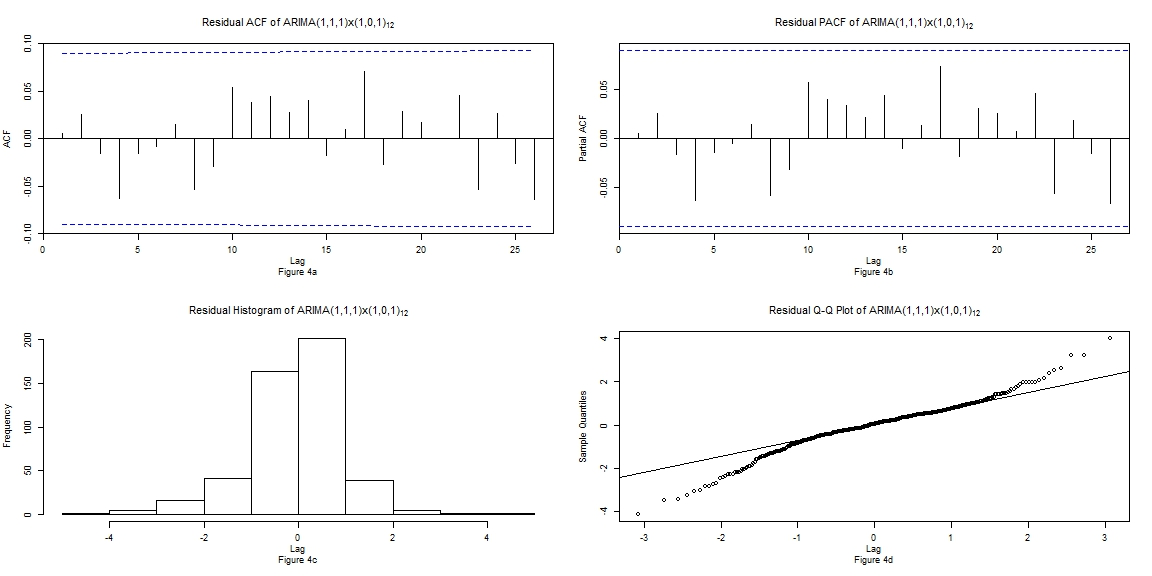 Residual ACF of ARIMA(1,1,1)x(1,0,1)12
ACF
0.10
0.05
0.00
-0.05
-0.10
0 5 10 15 20 25
Lag
Figure 4a
Residual PACF of ARIMA(1,1,1)x(1,0,1)12
Partial ACF
0.05
0.00
-0.05
0 5 10 15 20 25
Lag
Figure 4b
Residual Histogram of ARIMA(1,1,1)x(1,0,1)12
Frequency
200
150
100
50
0
-4 -2 0 2 4
Lag
Figure 4c
Residual Q-Q Plot of ARIMA(1,1,1)x(1,0,1)12
Sample Quantiles
4
2
0
-2
-4
-3 -2 -1 0 1 2 3
Lag
Figure 4d